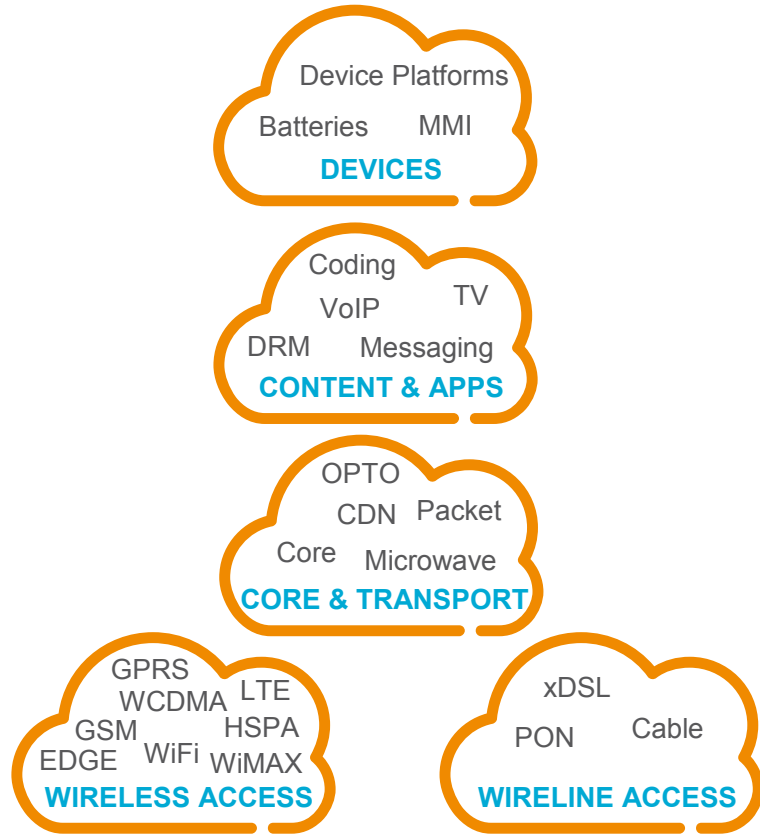 Device Platforms
Batteries MMI
DEVICES
Coding
VoIP TV
DRM Messaging
CONTENT & APPS
OPTO
CDN Packet
Core Microwave
CORE & TRANSPORT
GPRS
WCDMA LTE
GSM HSPA
EDGE WiFi WiMAX
WIRELESS ACCESS
xDSL
PON Cable
WIRELINE ACCESS